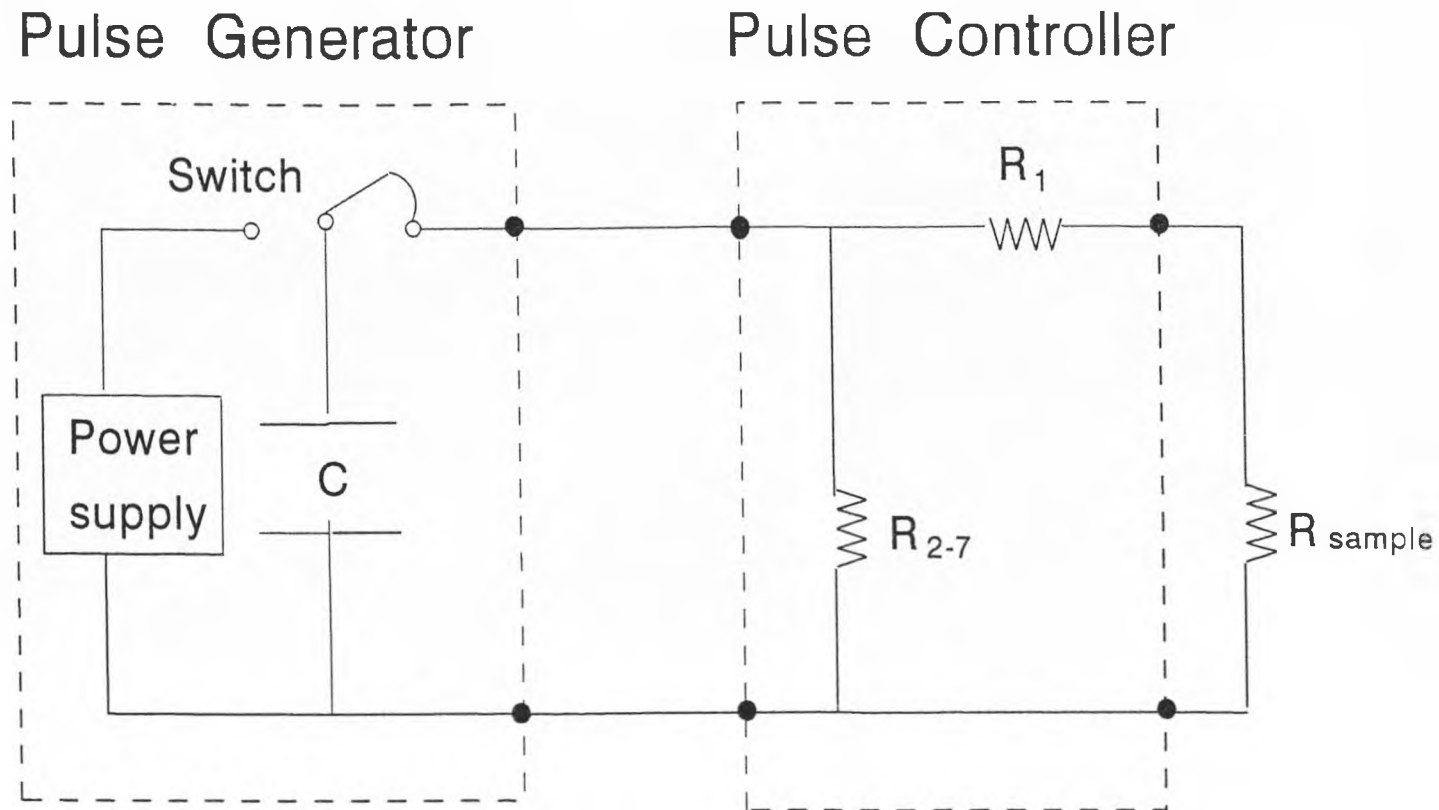 Pulse Generator
Pulse Controller
Switch
R1
Power
supply
C
R2-7
R sample